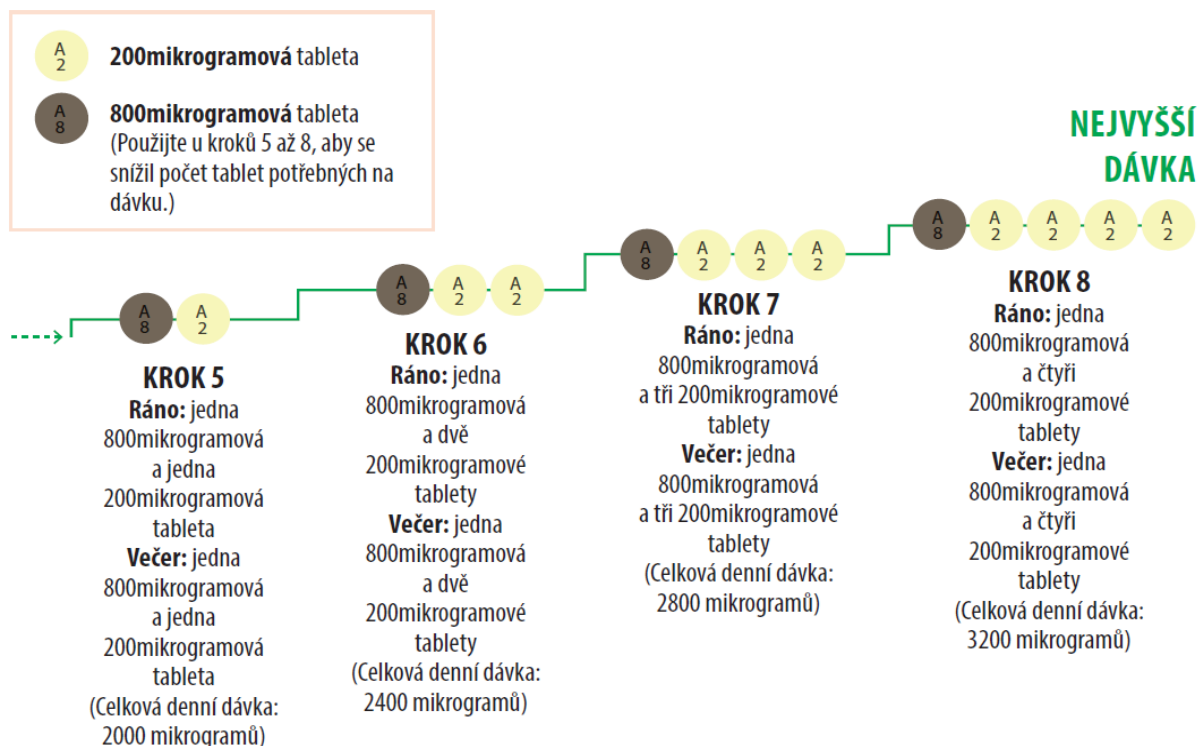 A
2
200mikrogramová tableta
A
8
800mikrogramová tableta
(Použijte u kroků 5 až 8, aby se
snížil počet tablet potřebných na
dávku.)
NEJVYŠŠÍ
DÁVKA
A
8
A
2
KROK 5
Ráno: jedna
800mikrogramová
a jedna
200mikrogramová
tableta
Večer: jedna
800mikrogramová
a jedna
200mikrogramová
tableta
(Celková denní dávka:
2000 mikrogramů)
A
8
A
2
A
2
KROK 6
Ráno: jedna
800mikrogramová
a dvě
200mikrogramové
tablety
Večer: jedna
800mikrogramová
a dvě
200mikrogramové
tablety
(Celková denní dávka:
2400 mikrogramů)
A
8
A
2
A
2
A
2
KROK 7
Ráno: jedna
800mikrogramová
a tři 200mikrogramové
tablety
Večer: jedna
800mikrogramová
a tři 200mikrogramové
tablety
(Celková denní dávka:
2800 mikrogramů)
A
8
A
2
A
2
A
2
A
2
KROK 8
Ráno: jedna
800mikrogramová
a čtyři
200mikrogramové
tablety
Večer: jedna
800mikrogramová
a čtyři
200mikrogramové
tablety
(Celková denní dávka:
3200 mikrogramů)